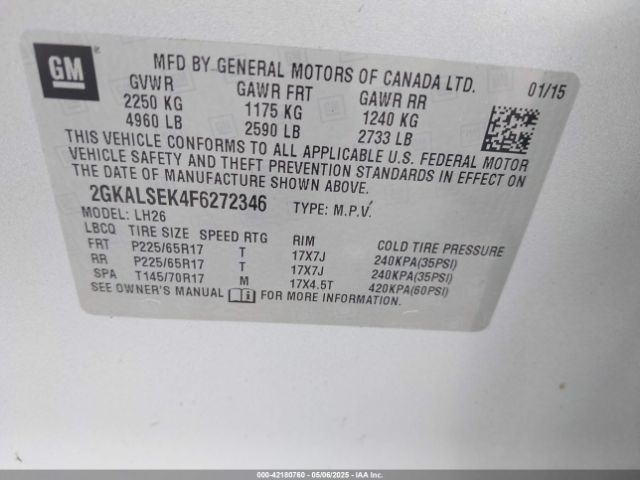 GM
MFD BY GENERAL MOTORS OF CANADA LTD. 01/15
GVWR GAWR FRT GAWR RR
2250 KG 1175 KG 1240 KG
4960 LB 2590 LB 2733 LB
THIS VEHICLE CONFORMS TO ALL APPLICABLE U.S. FEDERAL MOTOR
VEHICLE SAFETY AND THEFT PREVENTION STANDARDS IN EFFECT ON
THE DATE OF MANUFACTURE SHOWN ABOVE.
2GKALSEK4F6272346 TYPE: M.P.V.
MODEL: LH26
LBCQ TIRE SIZE SPEED RTG RIM COLD TIRE PRESSURE
FRT P225/65R17 T 17X7J 240KPA(35PSI)
RR P225/65R17 T 17X7J 240KPA(35PSI)
SPA T145/70R17 M 17X4.5T 420KPA(60PSI)
SEE OWNER'S MANUAL FOR MORE INFORMATION.
000-42180760 - 05/06/2025 - IAAI.com